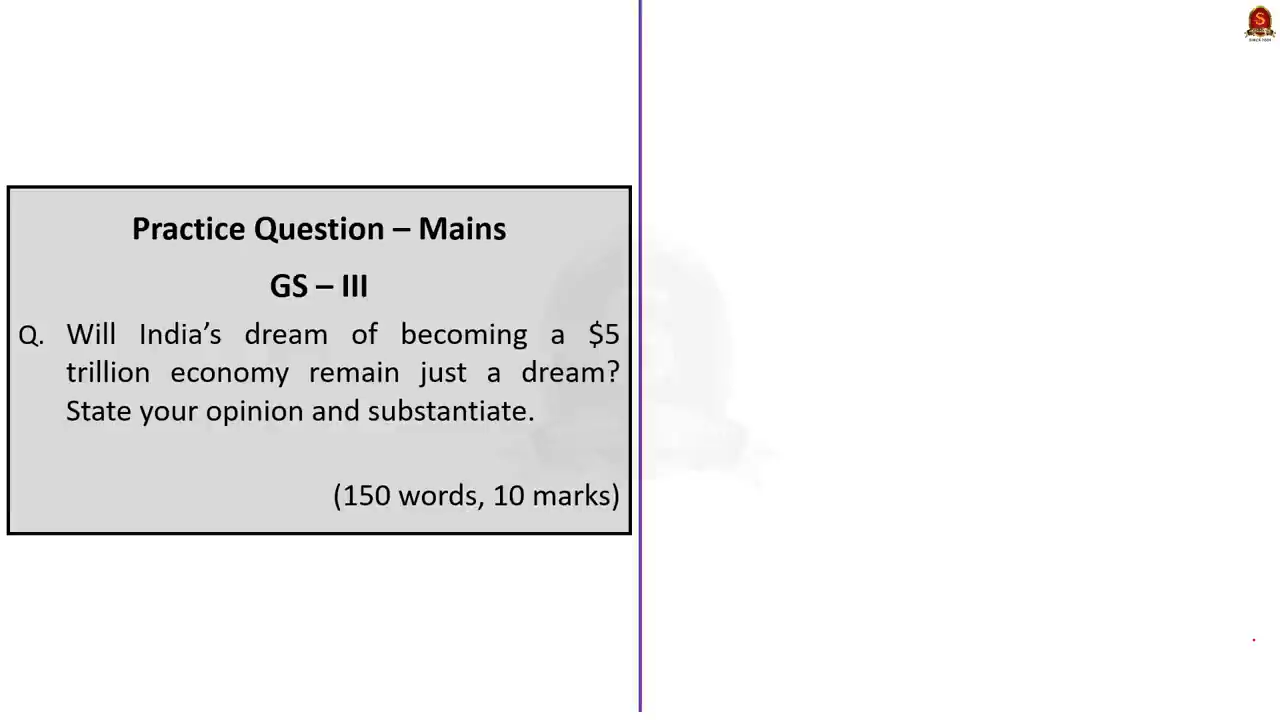 Practice Question – Mains
GS – III
Q. Will India’s dream of becoming a $5
trillion economy remain just a dream?
State your opinion and substantiate.
(150 words, 10 marks)
S